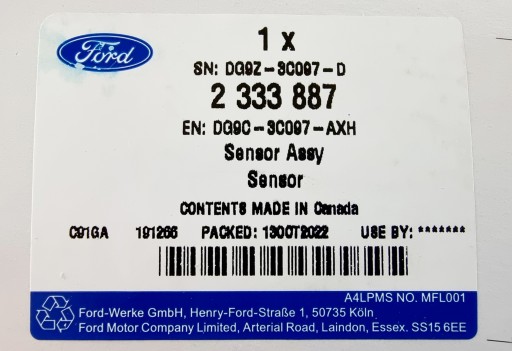 Ford
1 x
SN: DG9Z-3C097-D
2 333 887
EN: DG9C-3C097-AXH
Sensor Assy
Sensor
CONTENTS MADE IN Canada
C91GA 191266 PACKED: 13OCT2022 USE BY: *******
A4LPMS NO. MFL001
Ford-Werke GmbH, Henry-Ford-Straße 1, 50735 Köln
Ford Motor Company Limited, Arterial Road, Laindon, Essex. SS15 6EE